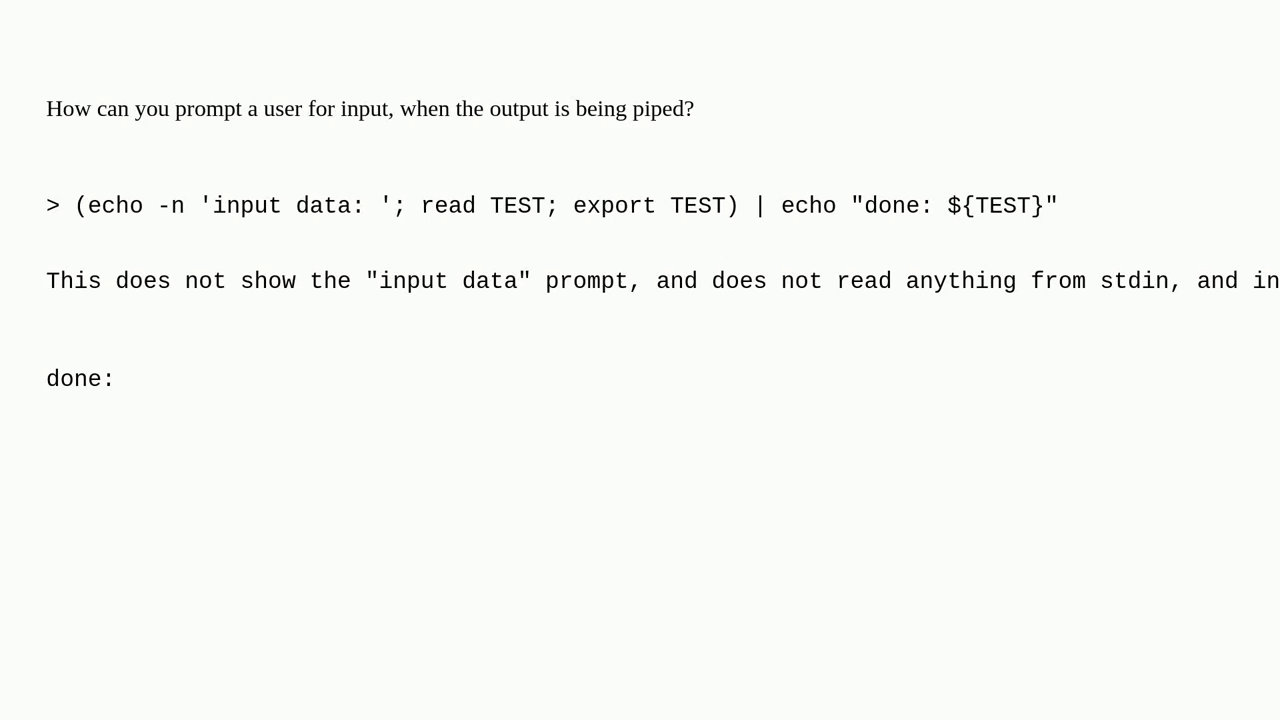 How can you prompt a user for input, when the output is being piped?
> (echo -n 'input data: '; read TEST; export TEST) | echo "done: ${TEST}"
This does not show the "input data" prompt, and does not read anything from stdin, and in
done: